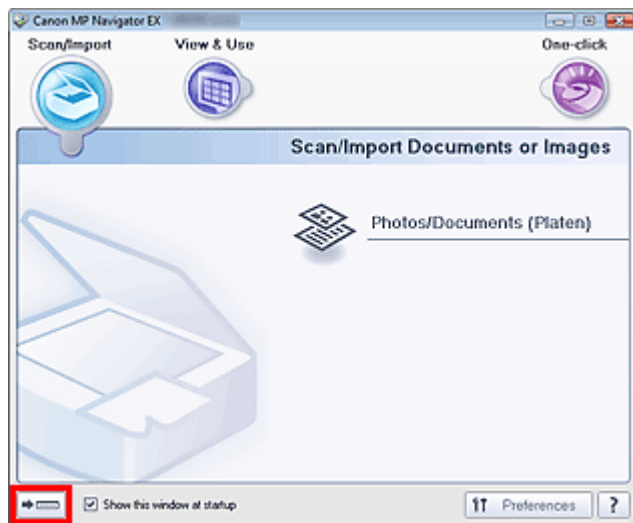 Canon MP Navigator EX
Scan/Import View & Use One-click
Scan/Import Documents or Images
Photos/Documents (Platen)
Show this window at startup Preferences ?